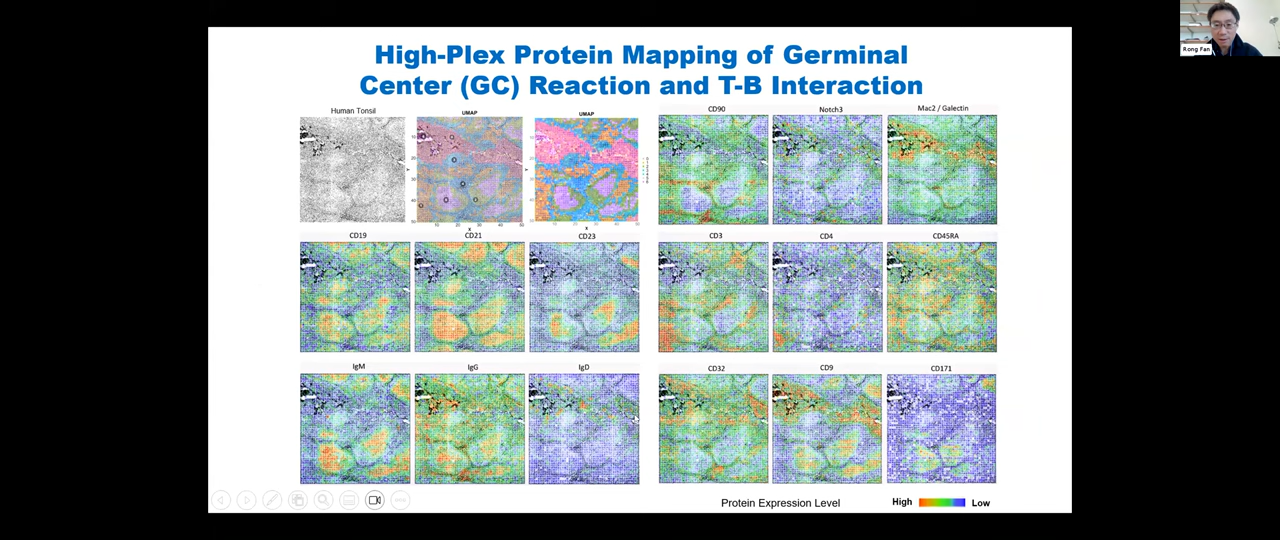 Rong Fan
High-Plex Protein Mapping of Germinal
Center (GC) Reaction and T-B Interaction
Human Tonsil
UMAP
UMAP
CD90
Notch3
Mac2 / Galectin
CD19
CD21
CD23
CD3
CD4
CD45RA
IgM
IgG
IgD
CD32
CD9
CD171
Protein Expression Level
High
Low